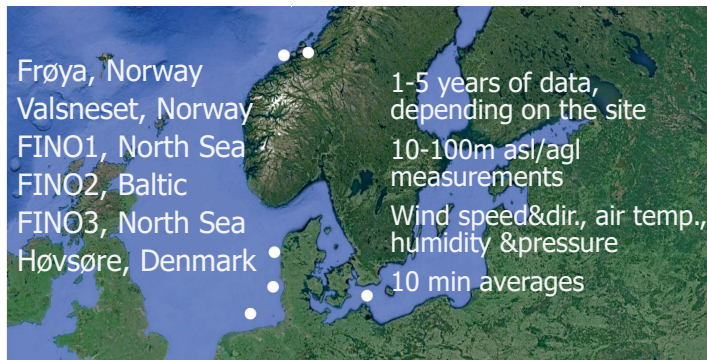 Frøya, Norway
Valsneset, Norway
FINO1, North Sea
FINO2, Baltic
FINO3, North Sea
Høvsøre, Denmark
1-5 years of data,
depending on the site
10-100m asl/agl
measurements
Wind speed&dir., air temp.,
humidity &pressure
10 min averages